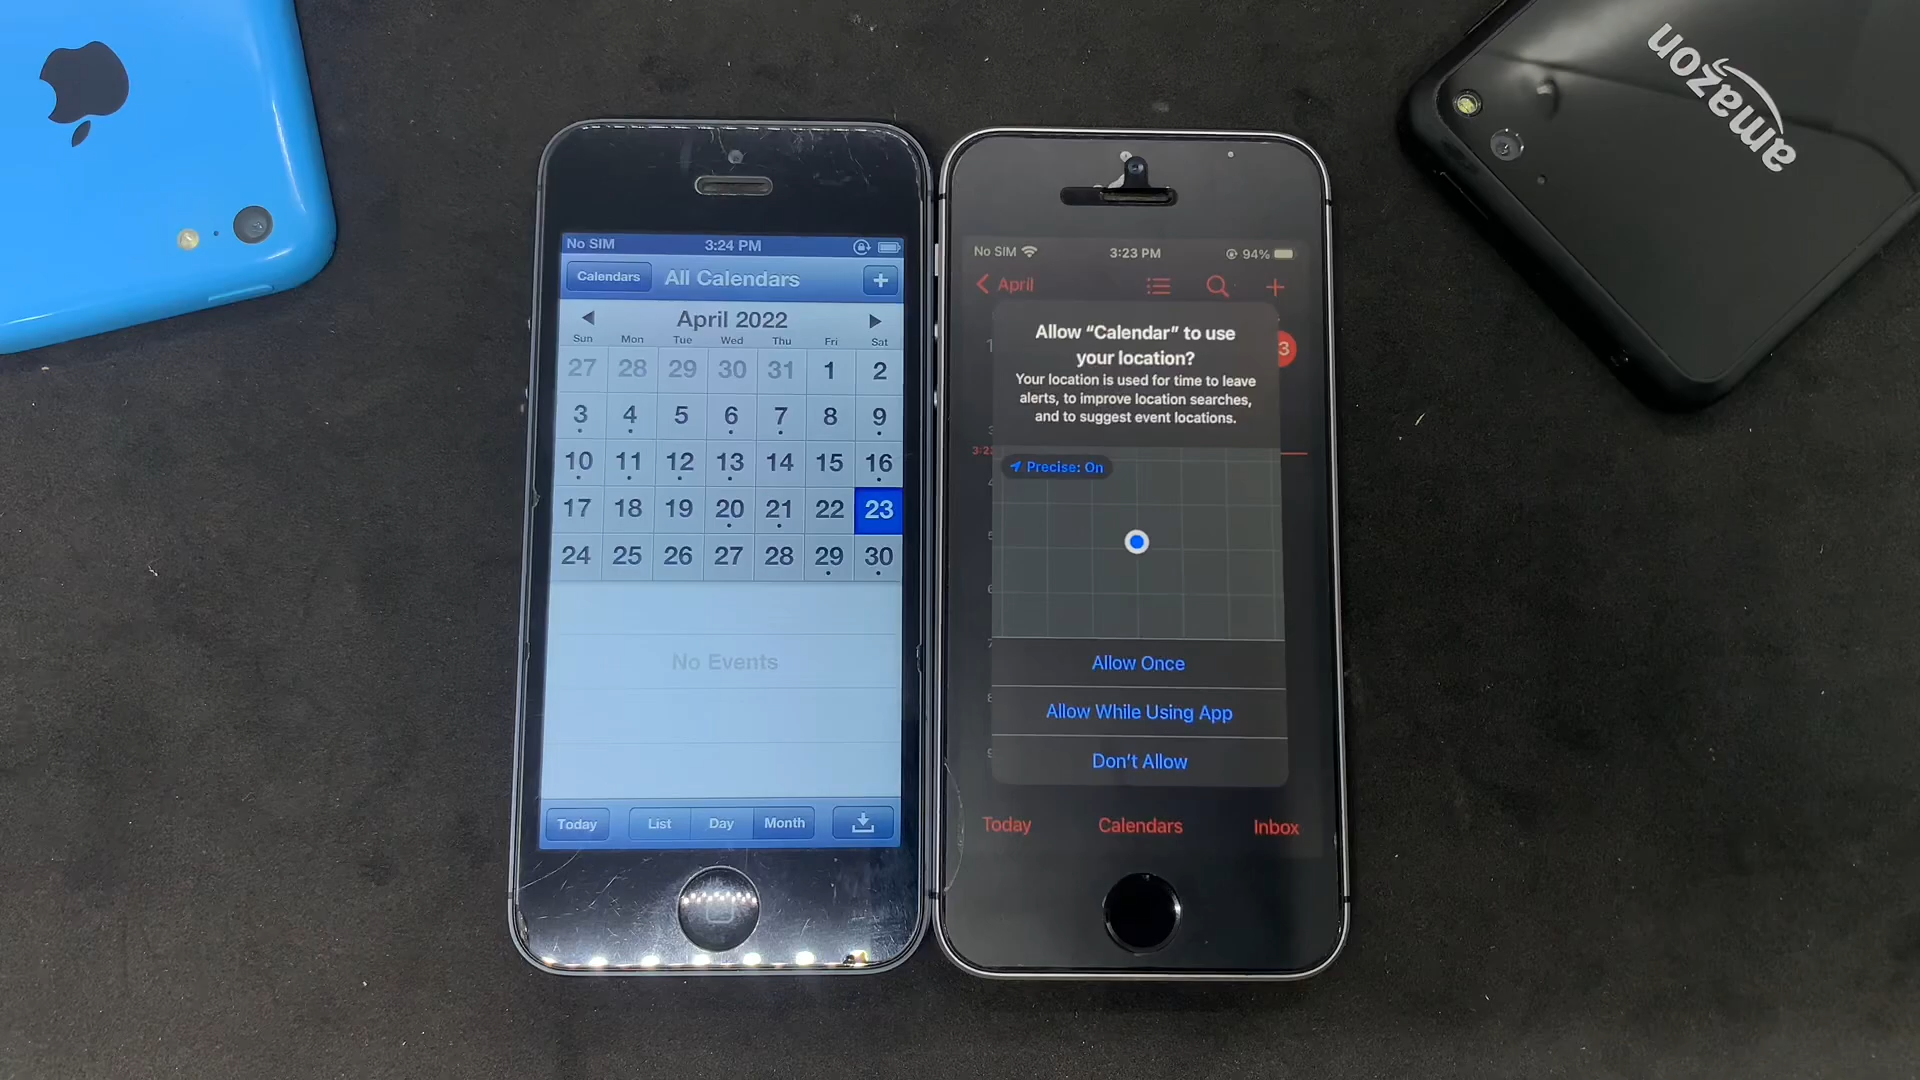 amazon
No SIM 3:24 PM
Calendars All Calendars +
April 2022
Sun Mon Tue Wed Thu Fri Sat
27 28 29 30 31 1 2
3 4 5 6 7 8 9
10 11 12 13 14 15 16
17 18 19 20 21 22 23
24 25 26 27 28 29 30
No Events
Today List Day Month
No SIM 3:23 PM 94%
April
Allow “Calendar” to use
your location?
Your location is used for time to leave
alerts, to improve location searches,
and to suggest event locations.
Precise: On
Allow Once
Allow While Using App
Don’t Allow
Today Calendars Inbox